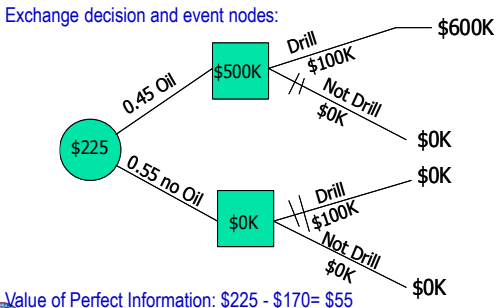 Exchange decision and event nodes:
$600K
Drill
$100K
$500K
Not Drill
$0K
$0K
0.45 Oil
$225
0.55 no Oil
$0K
Drill
$100K
$0K
Not Drill
$0K
$0K
Value of Perfect Information: $225 - $170= $55